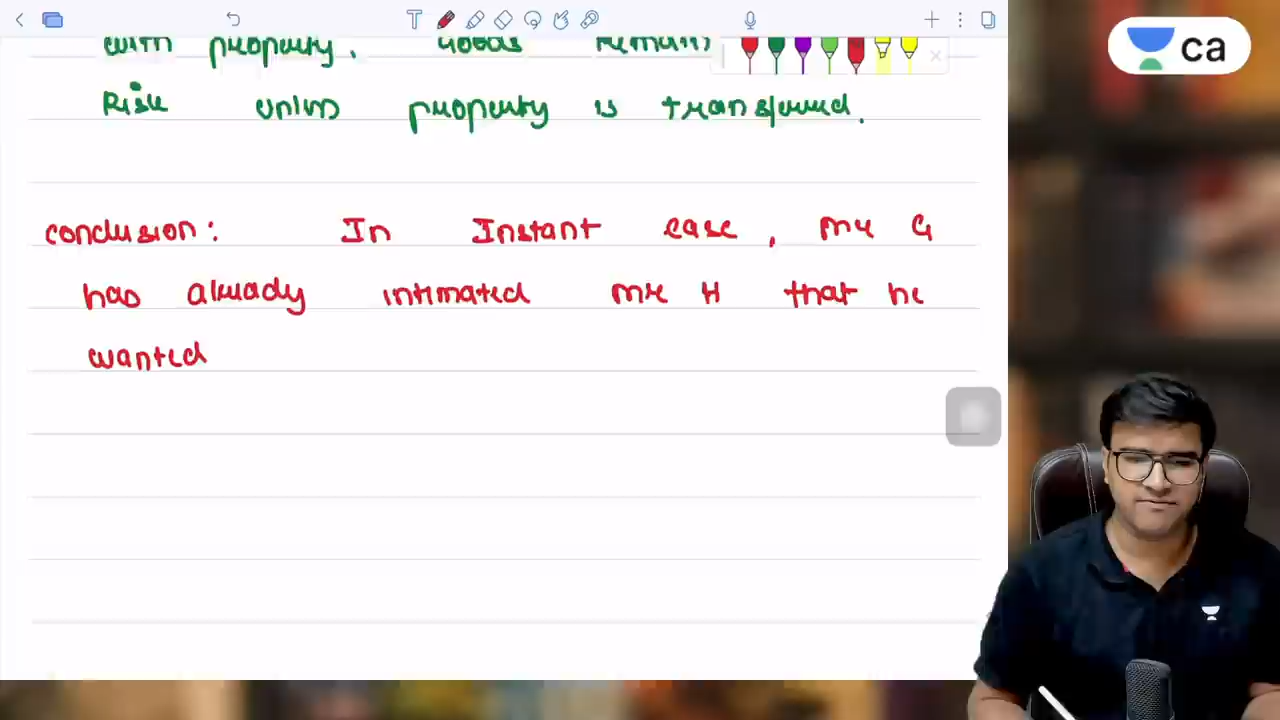 with property. Goods remains
ca
Risk unless property is transferred.
conclusion: In Instant case, Mr G
has already intimated Mr H that he
wanted